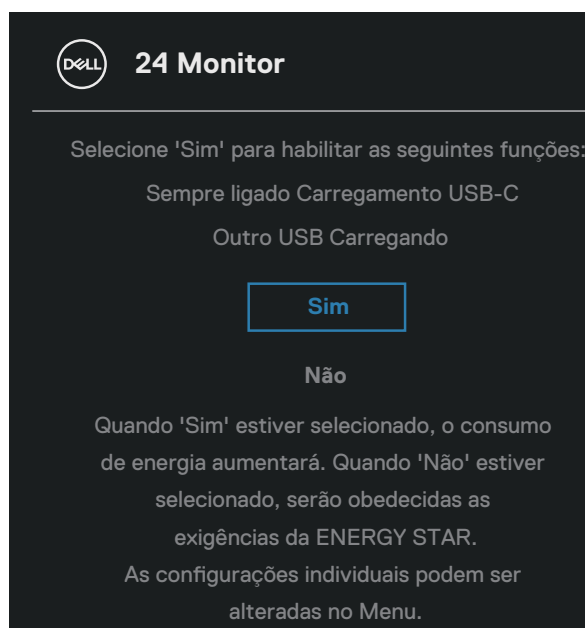 DELL
24 Monitor
Selecione 'Sim' para habilitar as seguintes funções:
Sempre ligado Carregamento USB-C
Outro USB Carregando
Sim
Não
Quando 'Sim' estiver selecionado, o consumo
de energia aumentará. Quando 'Não' estiver
selecionado, serão obedecidas as
exigências da ENERGY STAR.
As configurações individuais podem ser
alteradas no Menu.